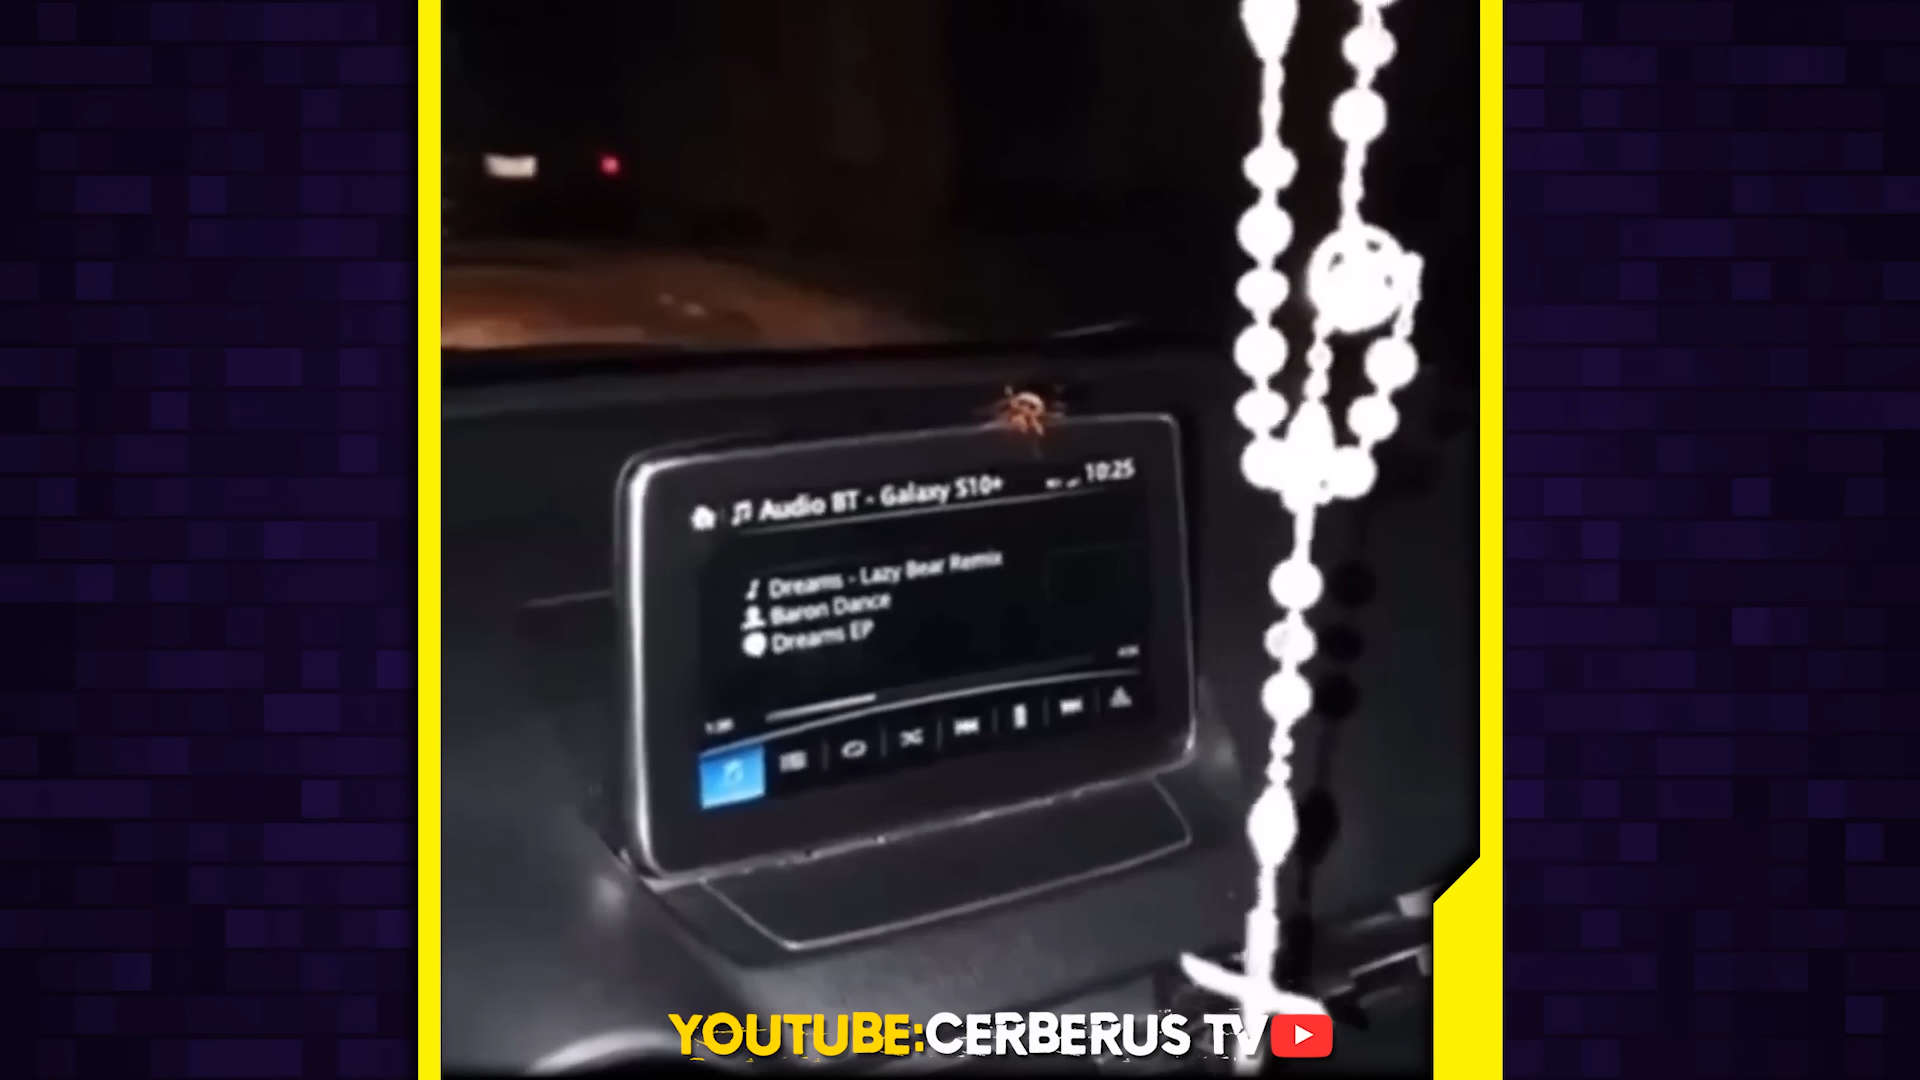 Audio BT - Galaxy S10+
10:25
Dreams - Lazy Bear Remix
Baron Dance
Dreams EP
YOUTUBE:CERBERUS TV